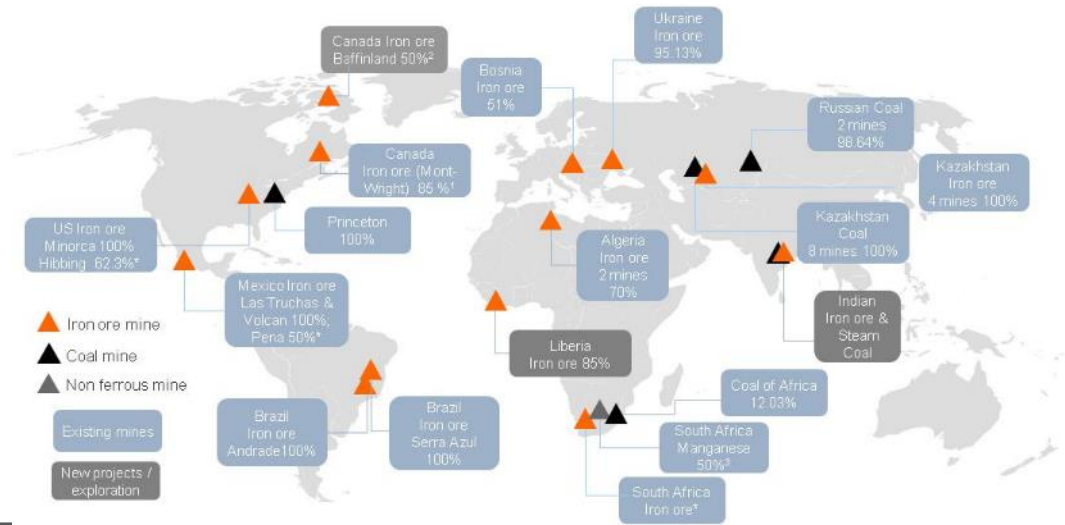 Canada Iron ore
Baffinland 50%²
Ukraine
Iron ore
95.13%
Bosnia
Iron ore
51%
Russian Coal
2 mines
98.64%
Canada
Iron ore (Mont-
Wright) 85 %¹
Kazakhstan
Iron ore
4 mines 100%
Princeton
100%
US Iron ore
Minorca 100%
Hibbing 62.3%*
Algeria
Iron ore
2 mines
70%
Kazakhstan
Coal
8 mines 100%
Mexico Iron ore
Las Truchas &
Volcan 100%;
Pena 50%*
Indian
Iron ore &
Steam
Coal
Liberia
Iron ore 85%
Iron ore mine
Coal mine
Non ferrous mine
Existing mines
New projects /
exploration
Brazil
Iron ore
Andrade100%
Brazil
Iron ore
Serra Azul
100%
Coal of Africa
12.03%
South Africa
Manganese
50%³
South Africa
Iron ore*